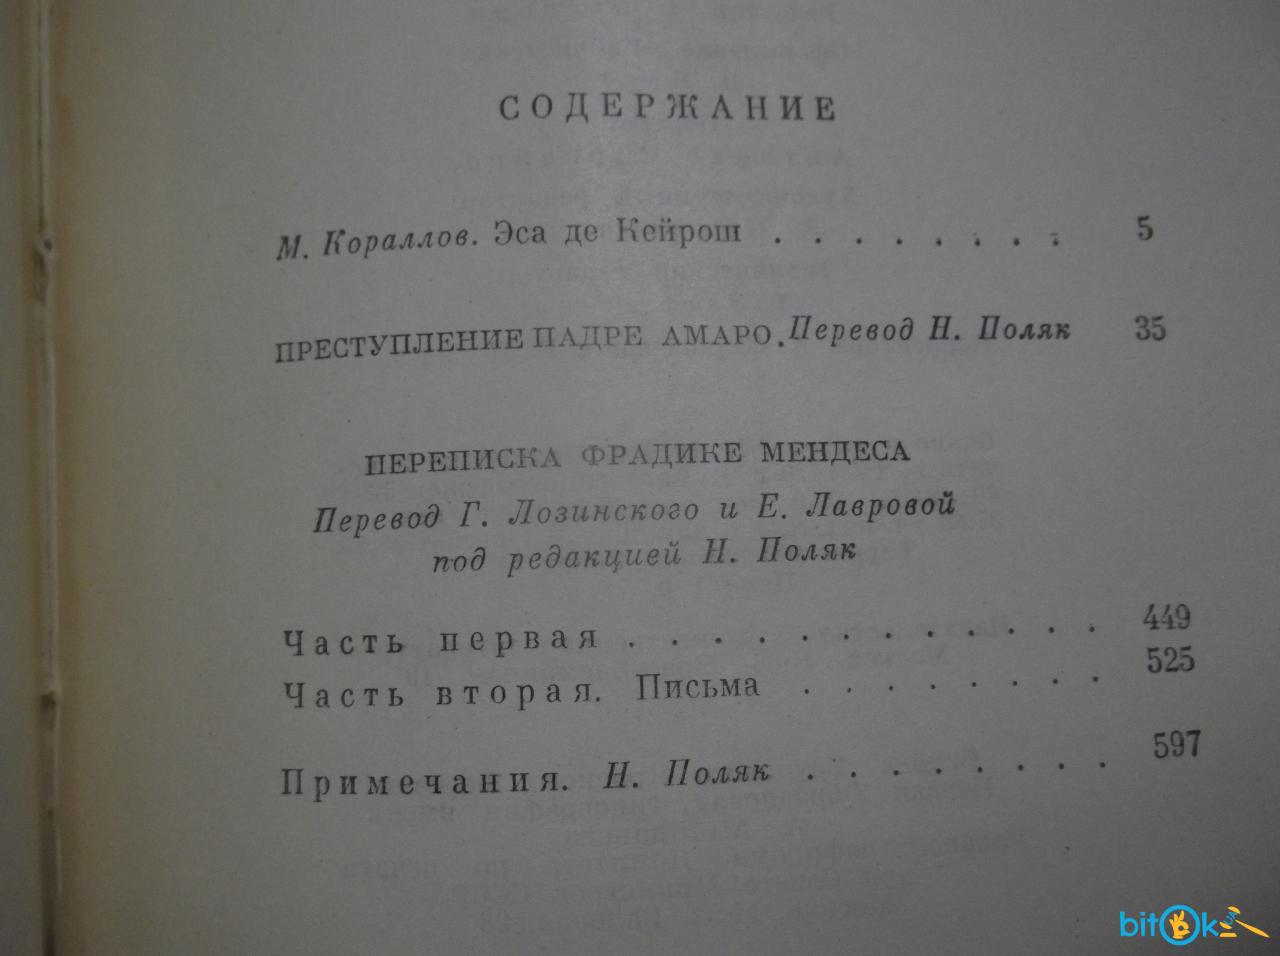 СОДЕРЖАНИЕ
М. Кораллов. Эса де Кейрош . . . . . . . . 5
ПРЕСТУПЛЕНИЕ ПАДРЕ АМАРО. Перевод Н. Поляк 35
ПЕРЕПИСКА ФРАДИКЕ МЕНДЕСА
Перевод Г. Лозинского и Е. Лавровой
под редакцией Н. Поляк
Часть первая . . . . . . . . . . . . . 449
Часть вторая. Письма . . . . . . . . 525
Примечания. Н. Поляк . . . . . . . . 597
bitOk